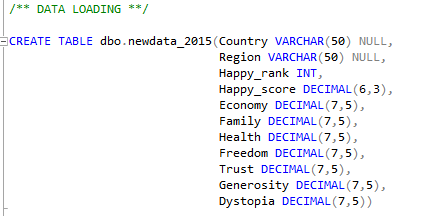 /** DATA LOADING **/
CREATE TABLE dbo.newdata_2015(Country VARCHAR(50) NULL,
Region VARCHAR(50) NULL,
Happy_rank INT,
Happy_score DECIMAL(6,3),
Economy DECIMAL(7,5),
Family DECIMAL(7,5),
Health DECIMAL(7,5),
Freedom DECIMAL(7,5),
Trust DECIMAL(7,5),
Generosity DECIMAL(7,5),
Dystopia DECIMAL(7,5))